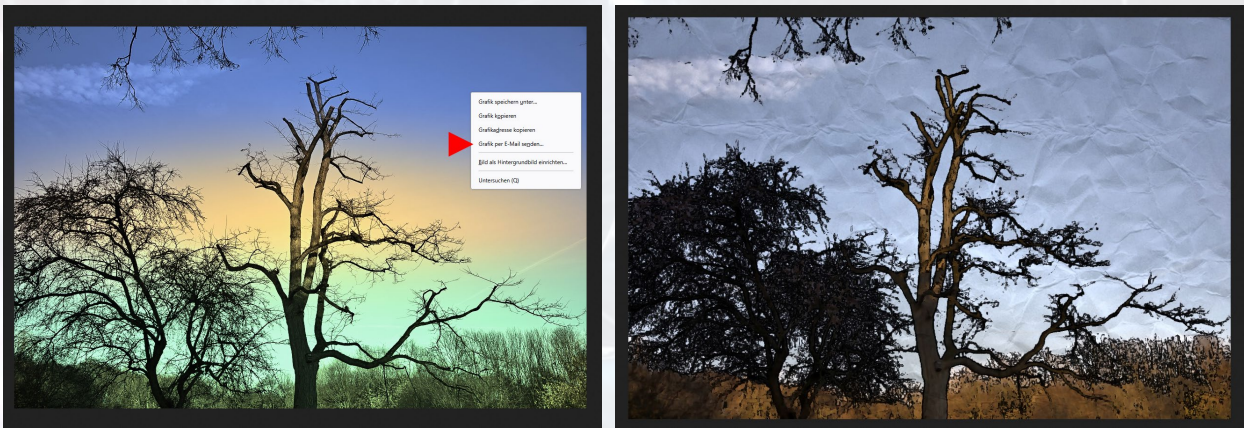 Grafik speichern unter...
Grafik kopieren
Grafikadresse kopieren
Grafik per E-Mail senden...
Bild als Hintergrundbild einrichten...
Untersuchen (Q)